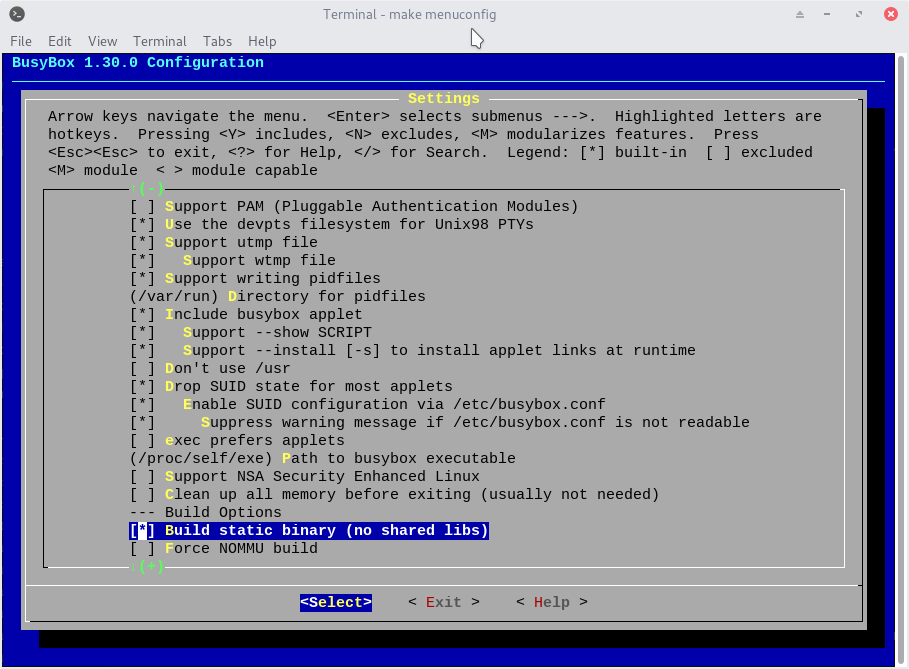 Terminal - make menuconfig
File Edit View Terminal Tabs Help
BusyBox 1.30.0 Configuration
Settings
Arrow keys navigate the menu.  <Enter> selects submenus --->.  Highlighted letters are
hotkeys.  Pressing <Y> includes, <N> excludes, <M> modularizes features.  Press
<Esc><Esc> to exit, <?> for Help, </> for Search.  Legend: [*] built-in  [ ] excluded
<M> module  < > module capable
↑(-)
[ ] Support PAM (Pluggable Authentication Modules)
[*] Use the devpts filesystem for Unix98 PTYs
[*] Support utmp file
[*]   Support wtmp file
[*] Support writing pidfiles
(/var/run) Directory for pidfiles
[*] Include busybox applet
[*]   Support --show SCRIPT
[*]   Support --install [-s] to install applet links at runtime
[ ] Don't use /usr
[*] Drop SUID state for most applets
[*]   Enable SUID configuration via /etc/busybox.conf
[*]     Suppress warning message if /etc/busybox.conf is not readable
[ ] exec prefers applets
(/proc/self/exe) Path to busybox executable
[ ] Support NSA Security Enhanced Linux
[ ] Clean up all memory before exiting (usually not needed)
--- Build Options
[*] Build static binary (no shared libs)
[ ] Force NOMMU build
↓(+)
<Select>    < Exit >    < Help >